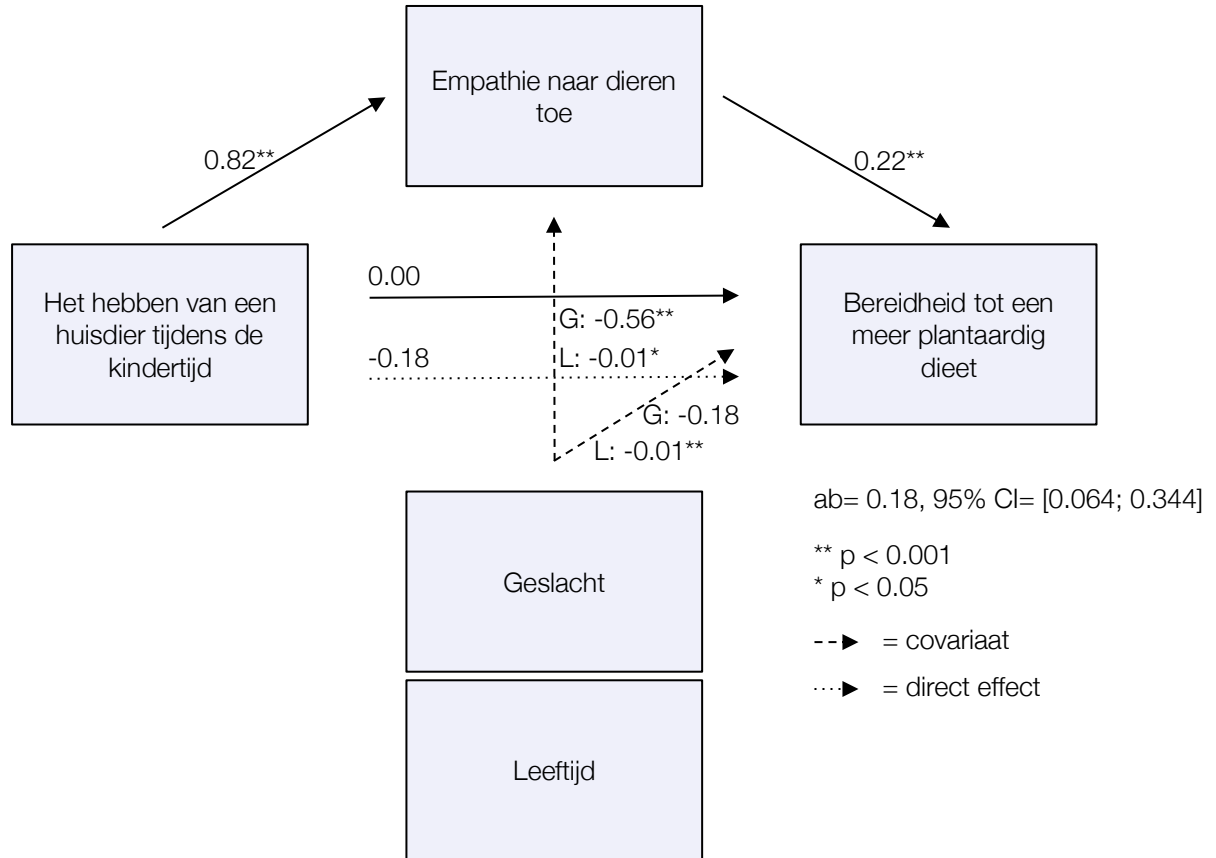 Empathie naar dieren
toe
0.82**
0.22**
Het hebben van een
huisdier tijdens de
kindertijd
0.00
G: -0.56**
-0.18
L: -0.01*
G: -0.18
L: -0.01**
Bereidheid tot een
meer plantaardig
dieet
ab= 0.18, 95% CI= [0.064; 0.344]
** p < 0.001
* p < 0.05
= covariaat
= direct effect
Geslacht
Leeftijd